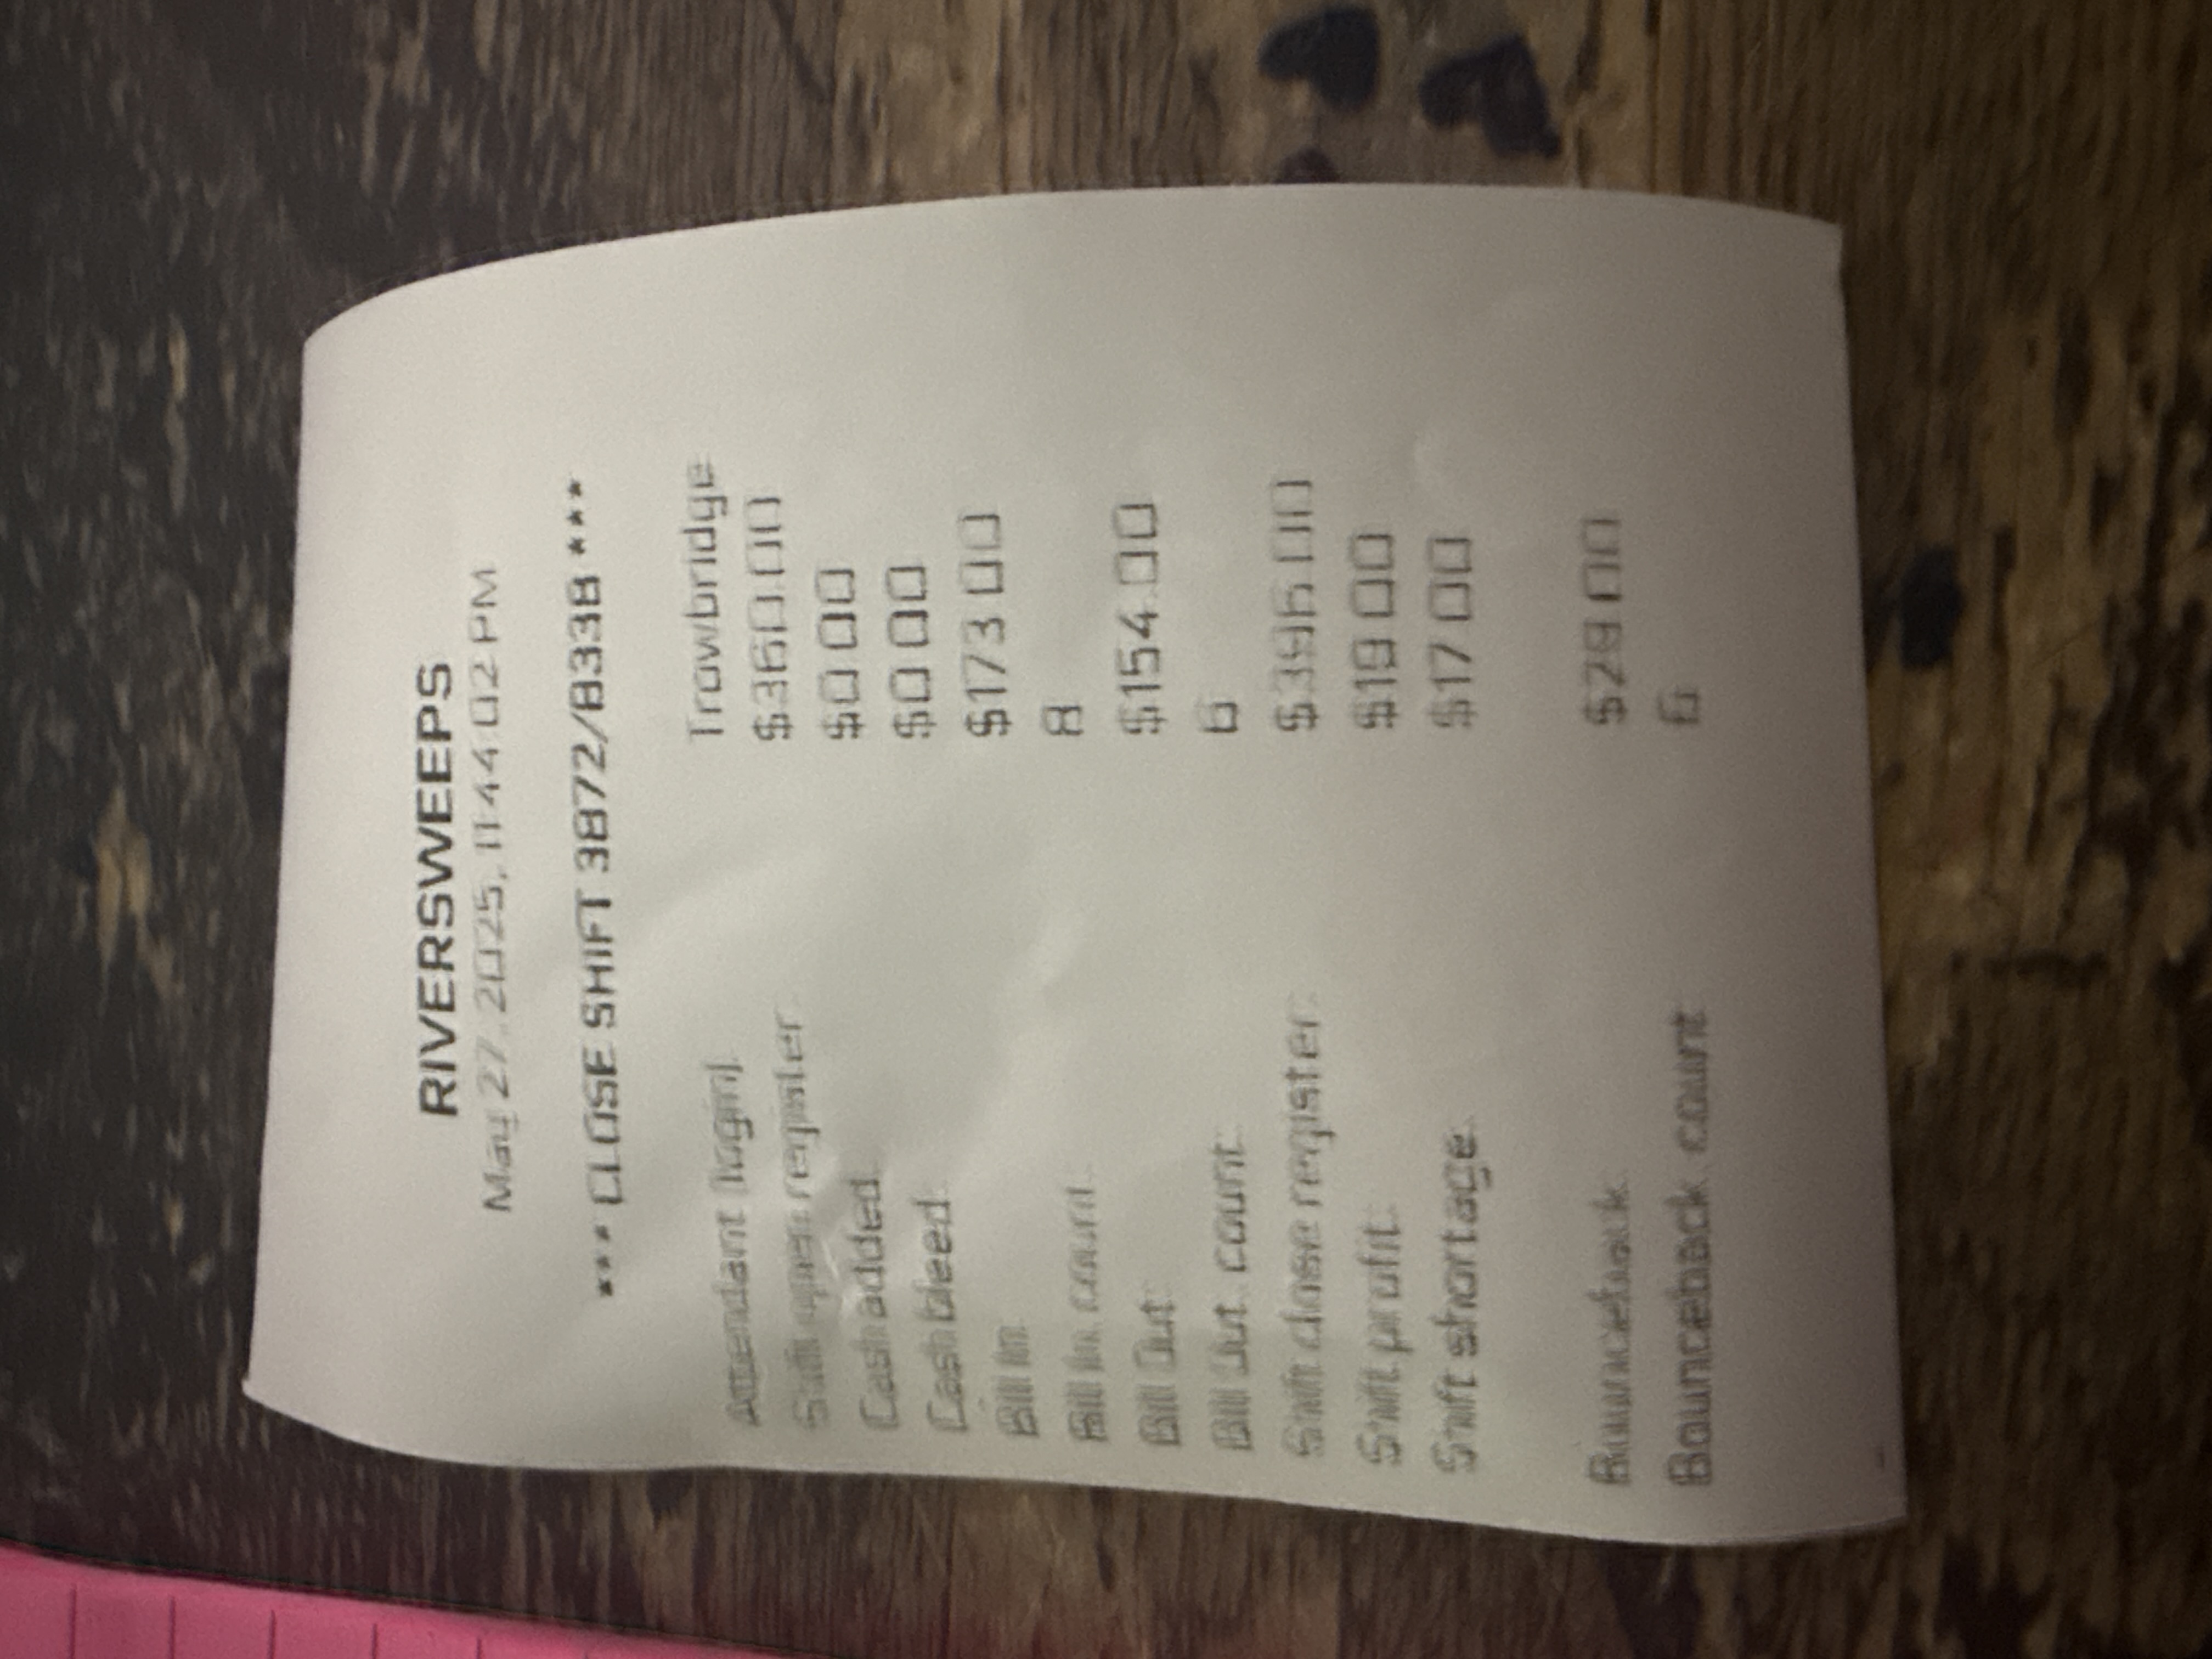 RIVERSWEEPS
May 27, 2025, 11:44:02 PM
*** CLOSE SHIFT 3872/8338 ***
Attendant (login): Trowbridge
Shift open register: $360.00
Cash added: $0.00
Cash bleed: $0.00
Bill In: $173.00
Bill In, count: 8
Bill Out: $154.00
Bill Out, count: 6
Shift close register: $396.00
Shift profit: $19.00
Shift shortage: $17.00
Bounceback: $29.00
Bounceback, count: 6